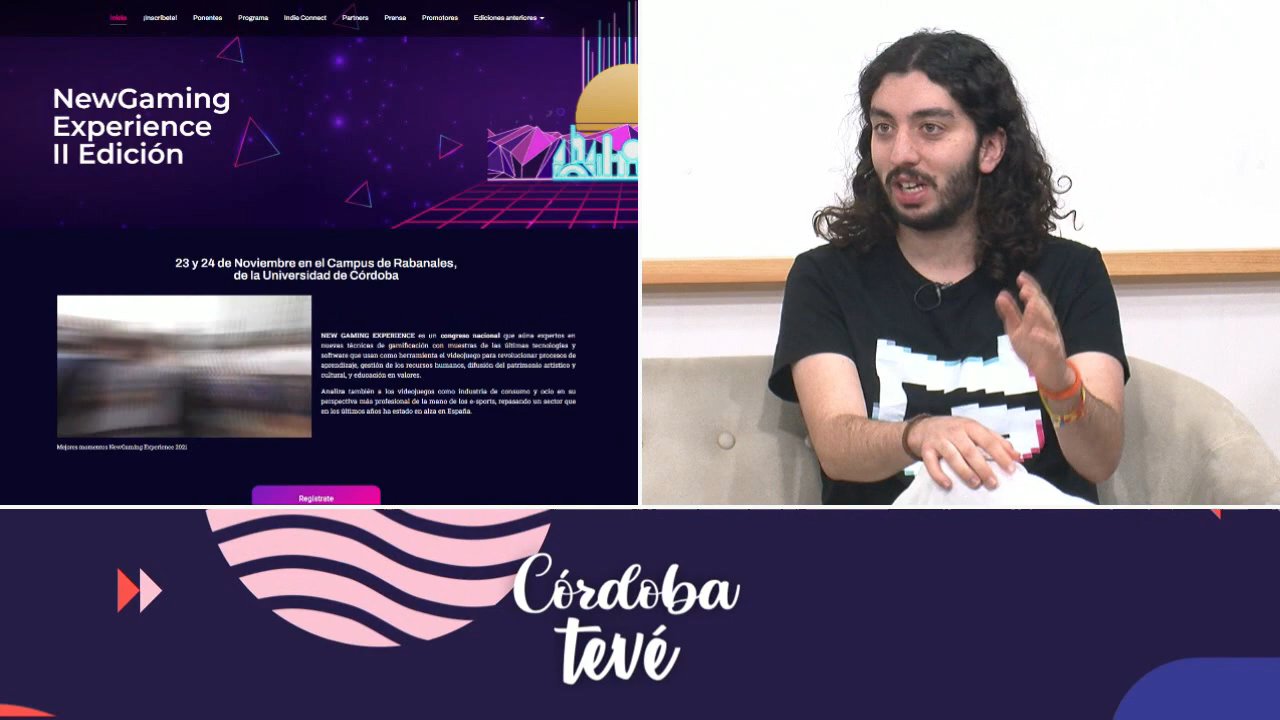 Inicio ¡Inscríbete! Ponentes Programa Indie Connect Partners Prensa Promotores Ediciones anteriores
NewGaming
Experience
II Edición
23 y 24 de Noviembre en el Campus de Rabanales,
de la Universidad de Córdoba
NEW GAMING EXPERIENCE es un congreso nacional que aúna expertos en
nuevas técnicas de gamificación con muestras de las últimas tecnologías y
software que usan como herramienta el videojuego para revolucionar procesos de
aprendizaje, gestión de los recursos humanos, difusión del patrimonio artístico y
cultural, y educación en valores.
Analiza también a los videojuegos como industria de consumo y ocio en su
perspectiva más profesional de la mano de los e-sports, repasando un sector que
en los últimos años ha estado en alza en España.
Mejores momentos NewGaming Experience 2021
Regístrate
Córdoba
tevé